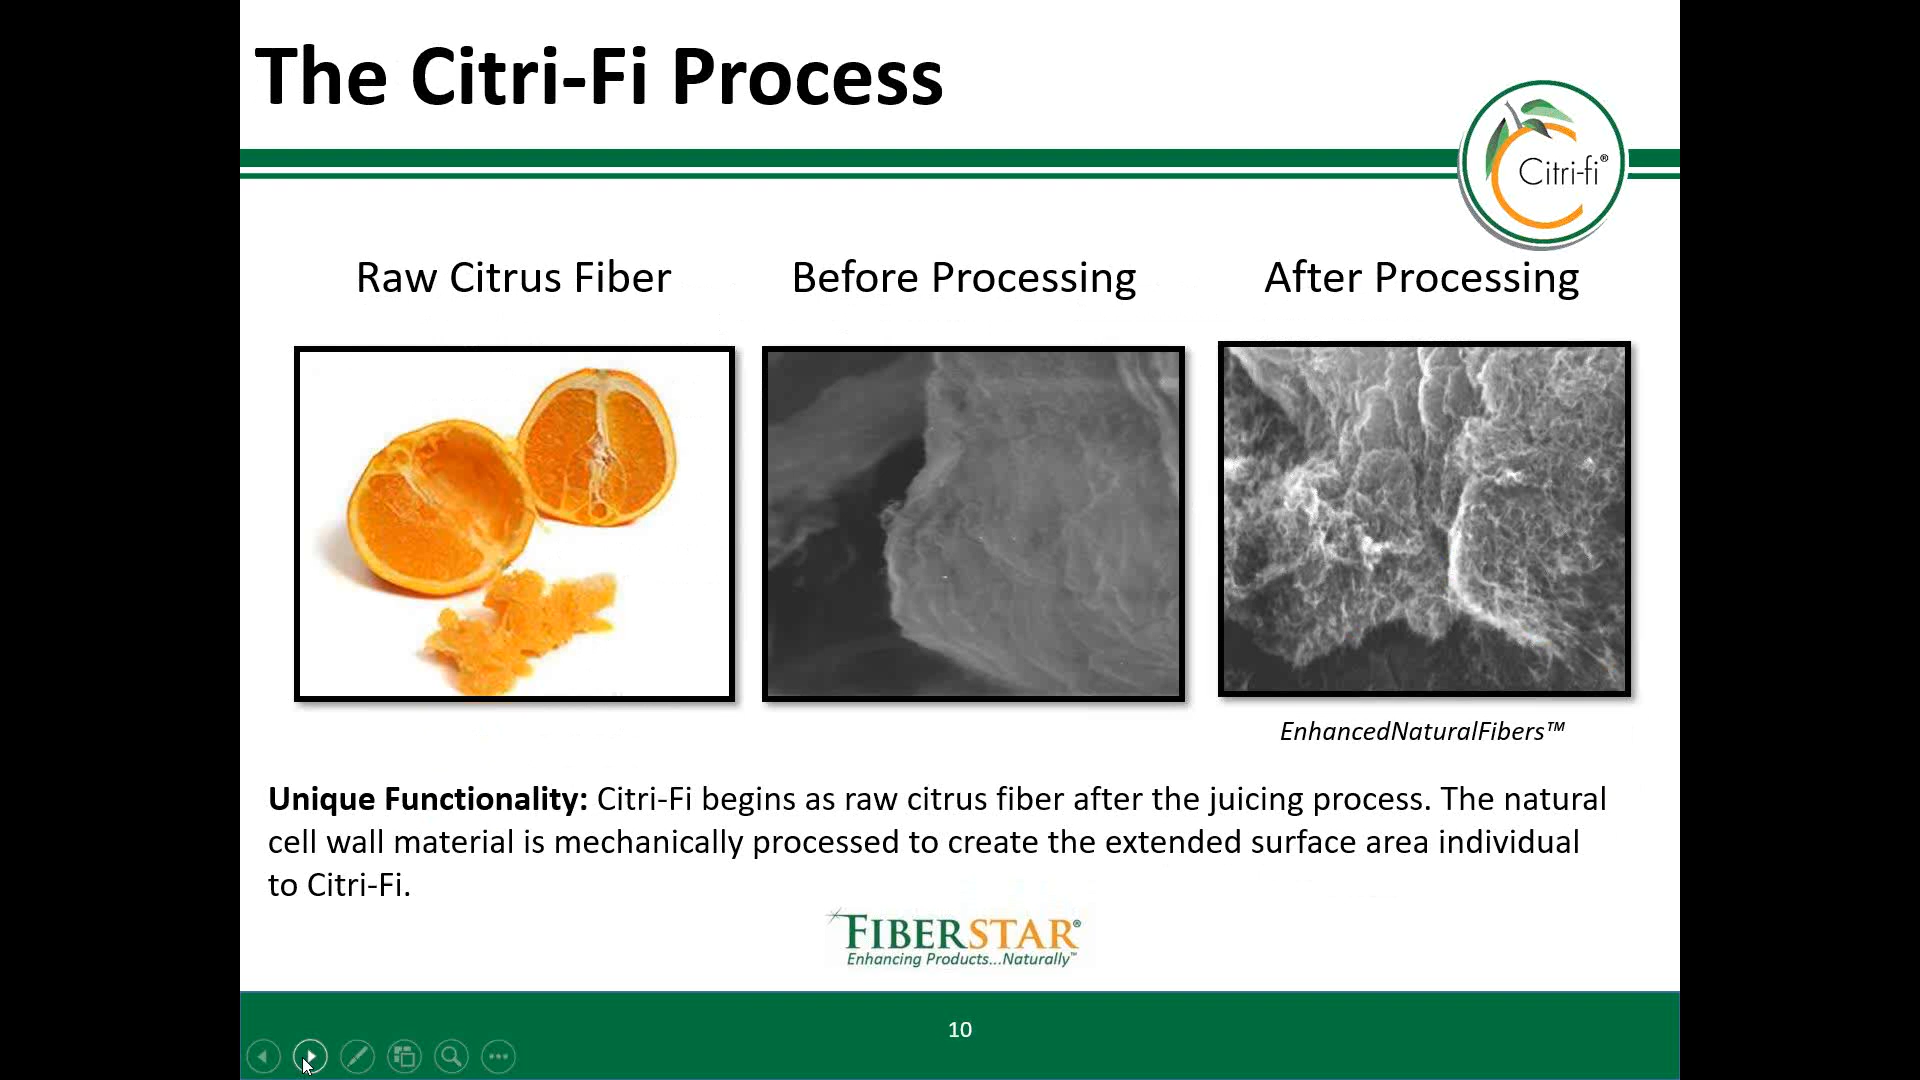 The Citri-Fi Process
Citri-fi®
Raw Citrus Fiber
Before Processing
After Processing
EnhancedNaturalFibers™
Unique Functionality: Citri-Fi begins as raw citrus fiber after the juicing process. The natural
cell wall material is mechanically processed to create the extended surface area individual
to Citri-Fi.
FIBERSTAR®
Enhancing Products...Naturally™
10